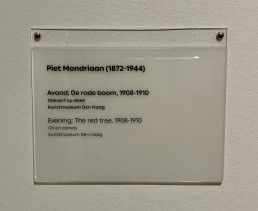 Piet Mondriaan (1872-1944)
Avond; De rode boom, 1908-1910
Olieverf op doek
Kunstmuseum Den Haag
Evening; The red tree, 1908-1910
Oil on canvas
Kunstmuseum Den Haag